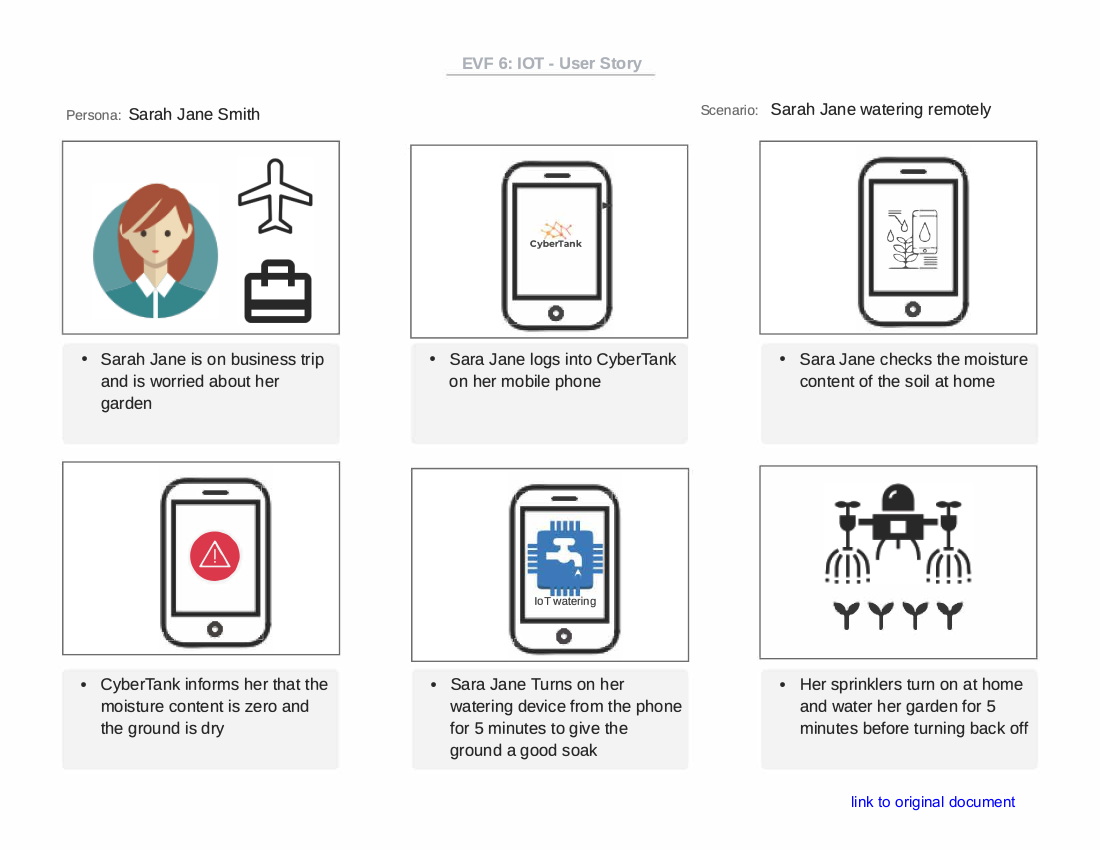 EVF 6: IOT - User Story
Persona: Sarah Jane Smith
Scenario: Sarah Jane watering remotely
CyberTank
• Sarah Jane is on business trip
and is worried about her
garden
• Sara Jane logs into CyberTank
on her mobile phone
• Sara Jane checks the moisture
content of the soil at home
IoT watering
• CyberTank informs her that the
moisture content is zero and
the ground is dry
• Sara Jane Turns on her
watering device from the phone
for 5 minutes to give the
ground a good soak
• Her sprinklers turn on at home
and water her garden for 5
minutes before turning back off
link to original document